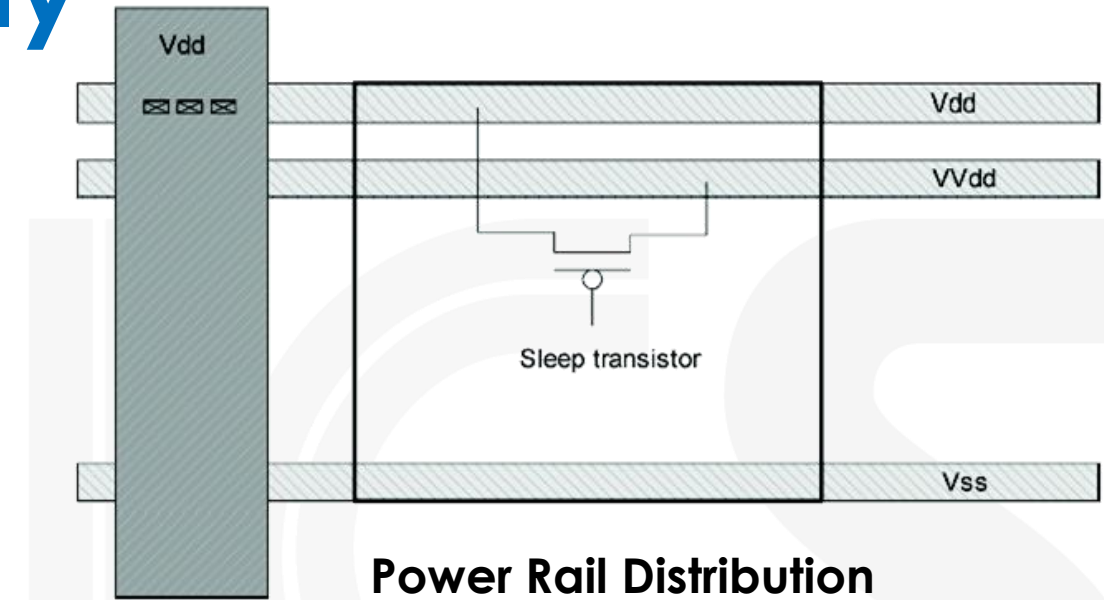 Vdd
Vdd
VVdd
Sleep transistor
Vss
Power Rail Distribution